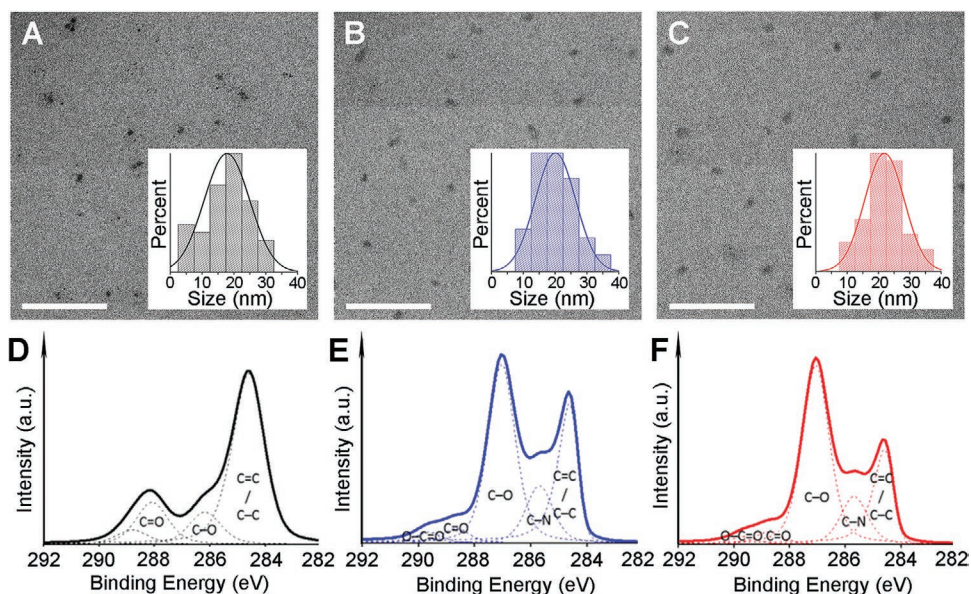 A
B
C
Percent
0 10 20 30 40
Size (nm)
Percent
0 10 20 30 40
Size (nm)
Percent
0 10 20 30 40
Size (nm)
D
Intensity (a.u.)
C=O
C–O
C=C
/
C–C
292 290 288 286 284 282
Binding Energy (eV)
E
Intensity (a.u.)
O–C=O
C=O
C–O
C–N
C=C
/
C–C
292 290 288 286 284 282
Binding Energy (eV)
F
Intensity (a.u.)
O–C=O
C=O
C–O
C–N
C=C
/
C–C
292 290 288 286 284 282
Binding Energy (eV)